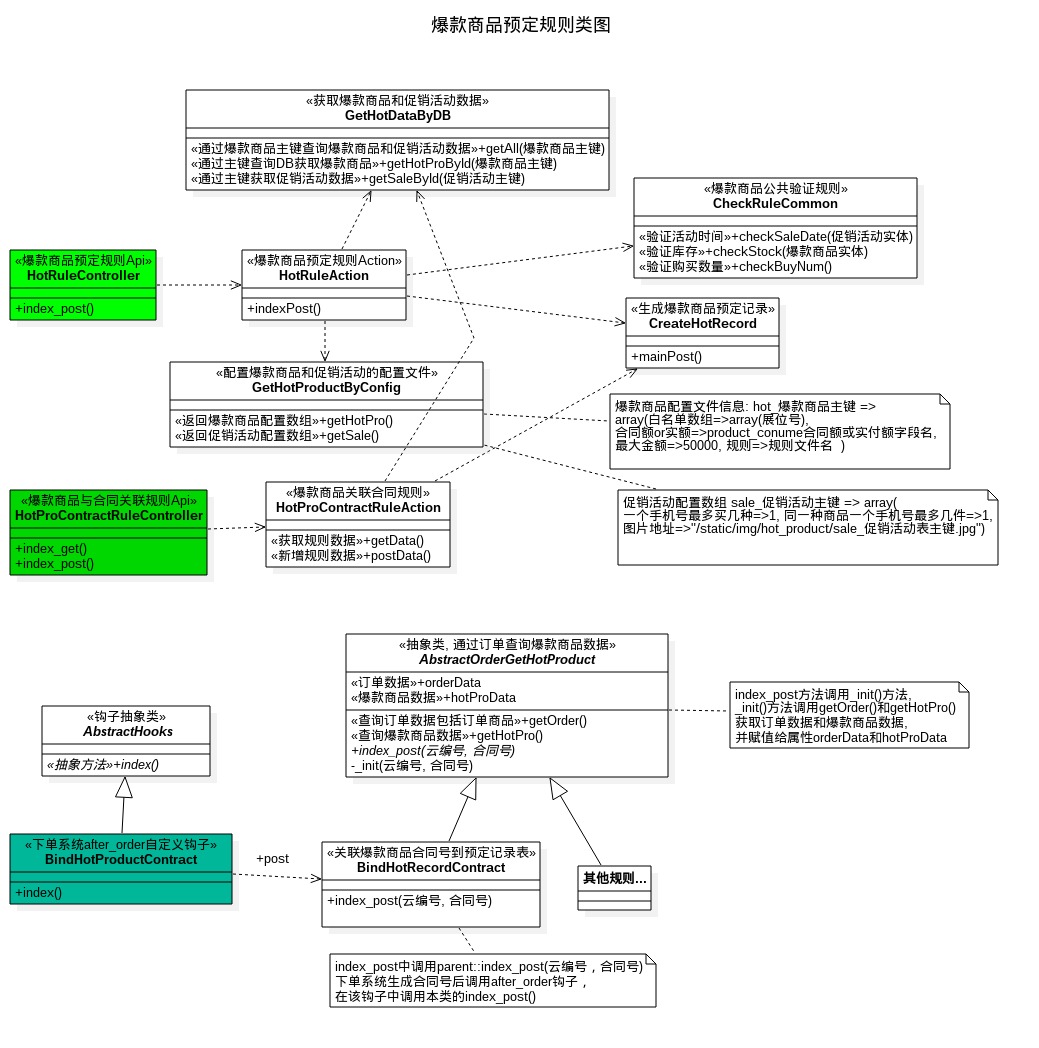 爆款商品预定规则类图
«获取爆款商品和促销活动数据»
GetHotDataByDB
«通过爆款商品主键查询爆款商品和促销活动数据»+getAll(爆款商品主键)
«通过主键查询DB获取爆款商品»+getHotProById(爆款商品主键)
«通过主键获取促销活动数据»+getSaleById(促销活动主键)
«爆款商品公共验证规则»
CheckRuleCommon
«验证活动时间»+checkSaleDate(促销活动实体)
«验证库存»+checkStock(爆款商品实体)
«验证购买数量»+checkBuyNum()
«爆款商品预定规则Api»
HotRuleController
+index_post()
«爆款商品预定规则Action»
HotRuleAction
+indexPost()
«生成爆款商品预定记录»
CreateHotRecord
+mainPost()
«配置爆款商品和促销活动的配置文件»
GetHotProductByConfig
«返回爆款商品配置数组»+getHotPro()
«返回促销活动配置数组»+getSale()
爆款商品配置文件信息: hot_爆款商品主键 =>
array(白名单数组=>array(展位号),
合同额or实额=>product_conume合同额或实付额字段名,
最大金额=>50000, 规则=>规则文件名 )
«爆款商品与合同关联规则Api»
HotProContractRuleController
+index_get()
+index_post()
«爆款商品关联合同规则»
HotProContractRuleAction
«获取规则数据»+getData()
«新增规则数据»+postData()
促销活动配置数组 sale_促销活动主键 => array(
一个手机号最多买几种=>1, 同一种商品一个手机号最多几件=>1,
图片地址=>"/static/img/hot_product/sale_促销活动表主键.jpg")
«抽象类, 通过订单查询爆款商品数据»
AbstractOrderGetHotProduct
«订单数据»+orderData
«爆款商品数据»+hotProData
«查询订单数据包括订单商品»+getOrder()
«查询爆款商品数据»+getHotPro()
+index_post(云编号, 合同号)
-_init(云编号, 合同号)
index_post方法调用_init()方法,
_init()方法调用getOrder()和getHotPro()
获取订单数据和爆款商品数据,
并赋值给属性orderData和hotProData
«钩子抽象类»
AbstractHooks
«抽象方法»+index()
«下单系统after_order自定义钩子»
BindHotProductContract
+index()
+post
«关联爆款商品合同号到预定记录表»
BindHotRecordContract
+index_post(云编号, 合同号)
其他规则...
index_post中调用parent::index_post(云编号，合同号)
下单系统生成合同号后调用after_order钩子，
在该钩子中调用本类的index_post()